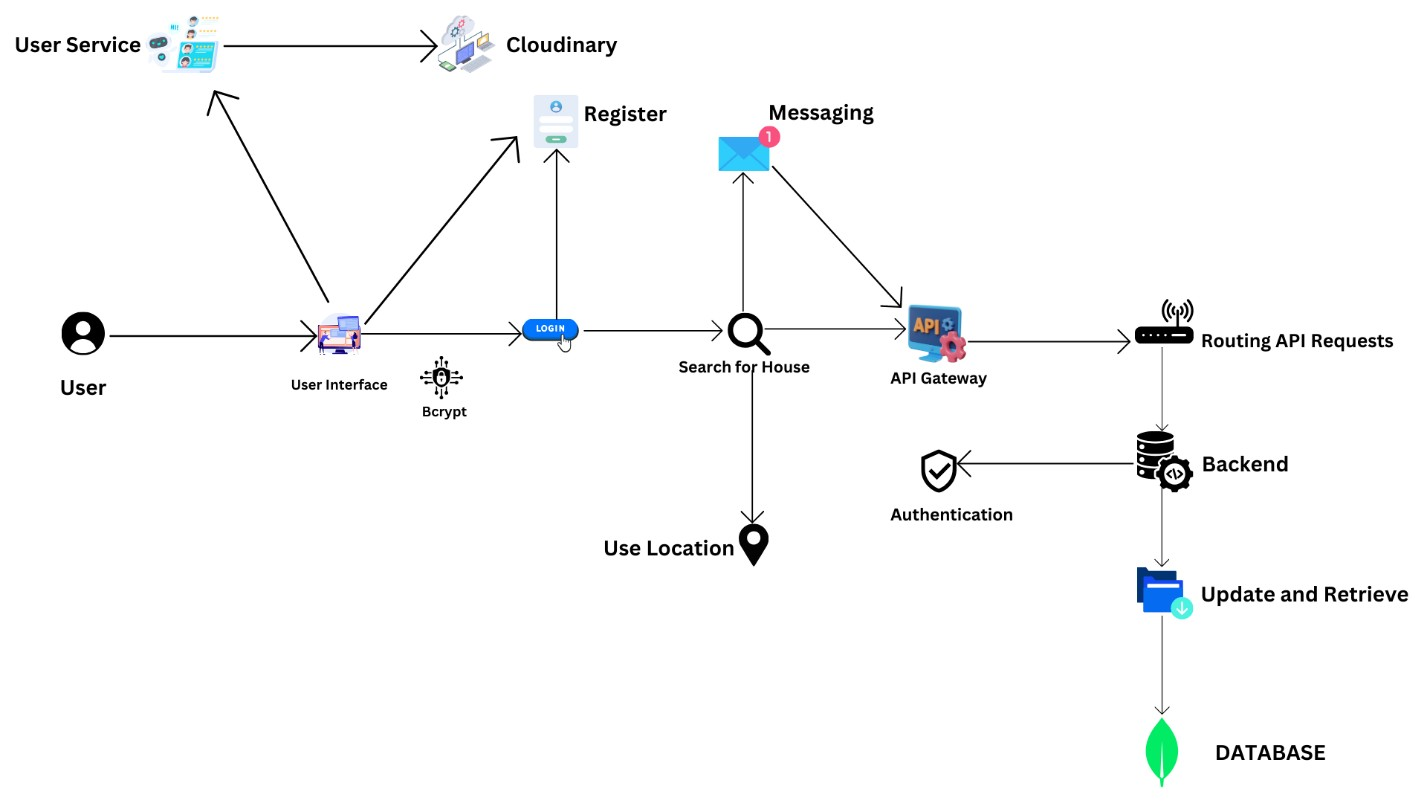 User Service
Cloudinary
Register
Messaging
1
HI!
LOGIN
API
User
User Interface
Bcrypt
Search for House
API Gateway
Routing API Requests
Backend
Authentication
Use Location
Update and Retrieve
DATABASE